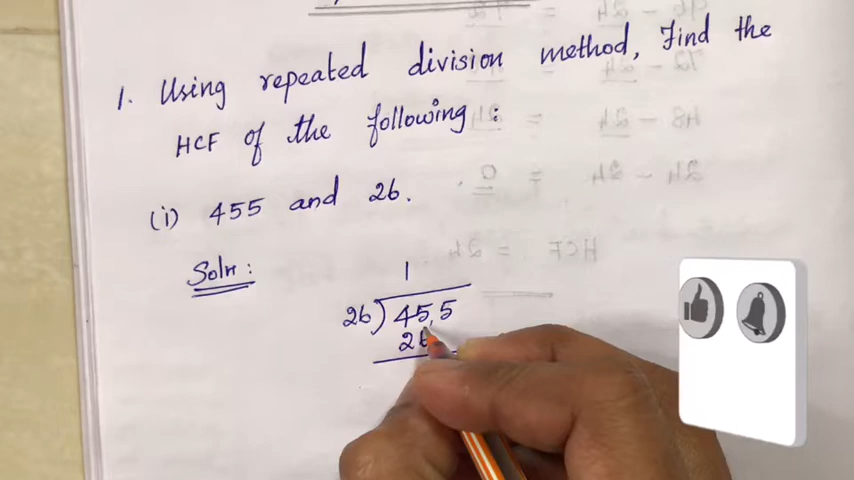 1. Using repeated division method, Find the
HCF of the following :
(i) 455 and 26.
Soln :
1
26) 455
26